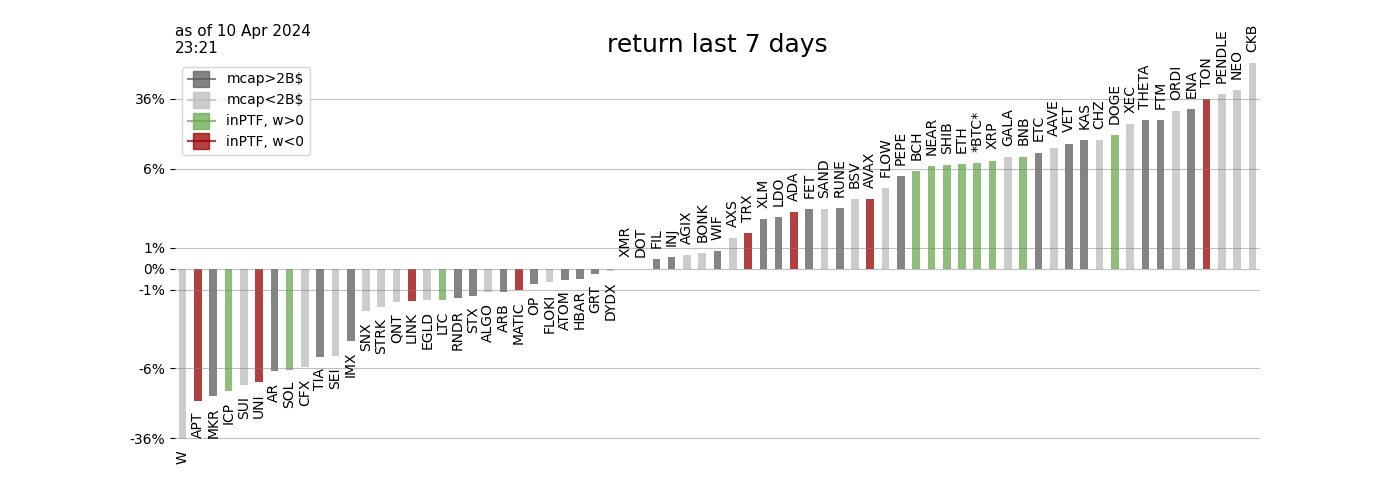 as of 10 Apr 2024
23:21
return last 7 days
mcap>2B$
mcap<2B$
inPTF, w>0
inPTF, w<0
36%
6%
1%
0%
-1%
-6%
-36%
W
APT
MKR
ICP
SUI
UNI
AR
SOL
CFX
TIA
SEI
IMX
SNX
STRK
QNT
LINK
EGLD
LTC
RNDR
STX
ALGO
ARB
MATIC
OP
FLOKI
ATOM
HBAR
GRT
DYDX
XMR
DOT
FIL
INJ
AGIX
BONK
WIF
AXS
TRX
XLM
LDO
ADA
FET
SAND
RUNE
BSV
AVAX
FLOW
PEPE
BCH
NEAR
SHIB
ETH
*BTC*
XRP
GALA
BNB
ETC
AAVE
VET
KAS
CHZ
DOGE
XEC
THETA
FTM
ORDI
ENA
TON
PENDLE
NEO
CKB